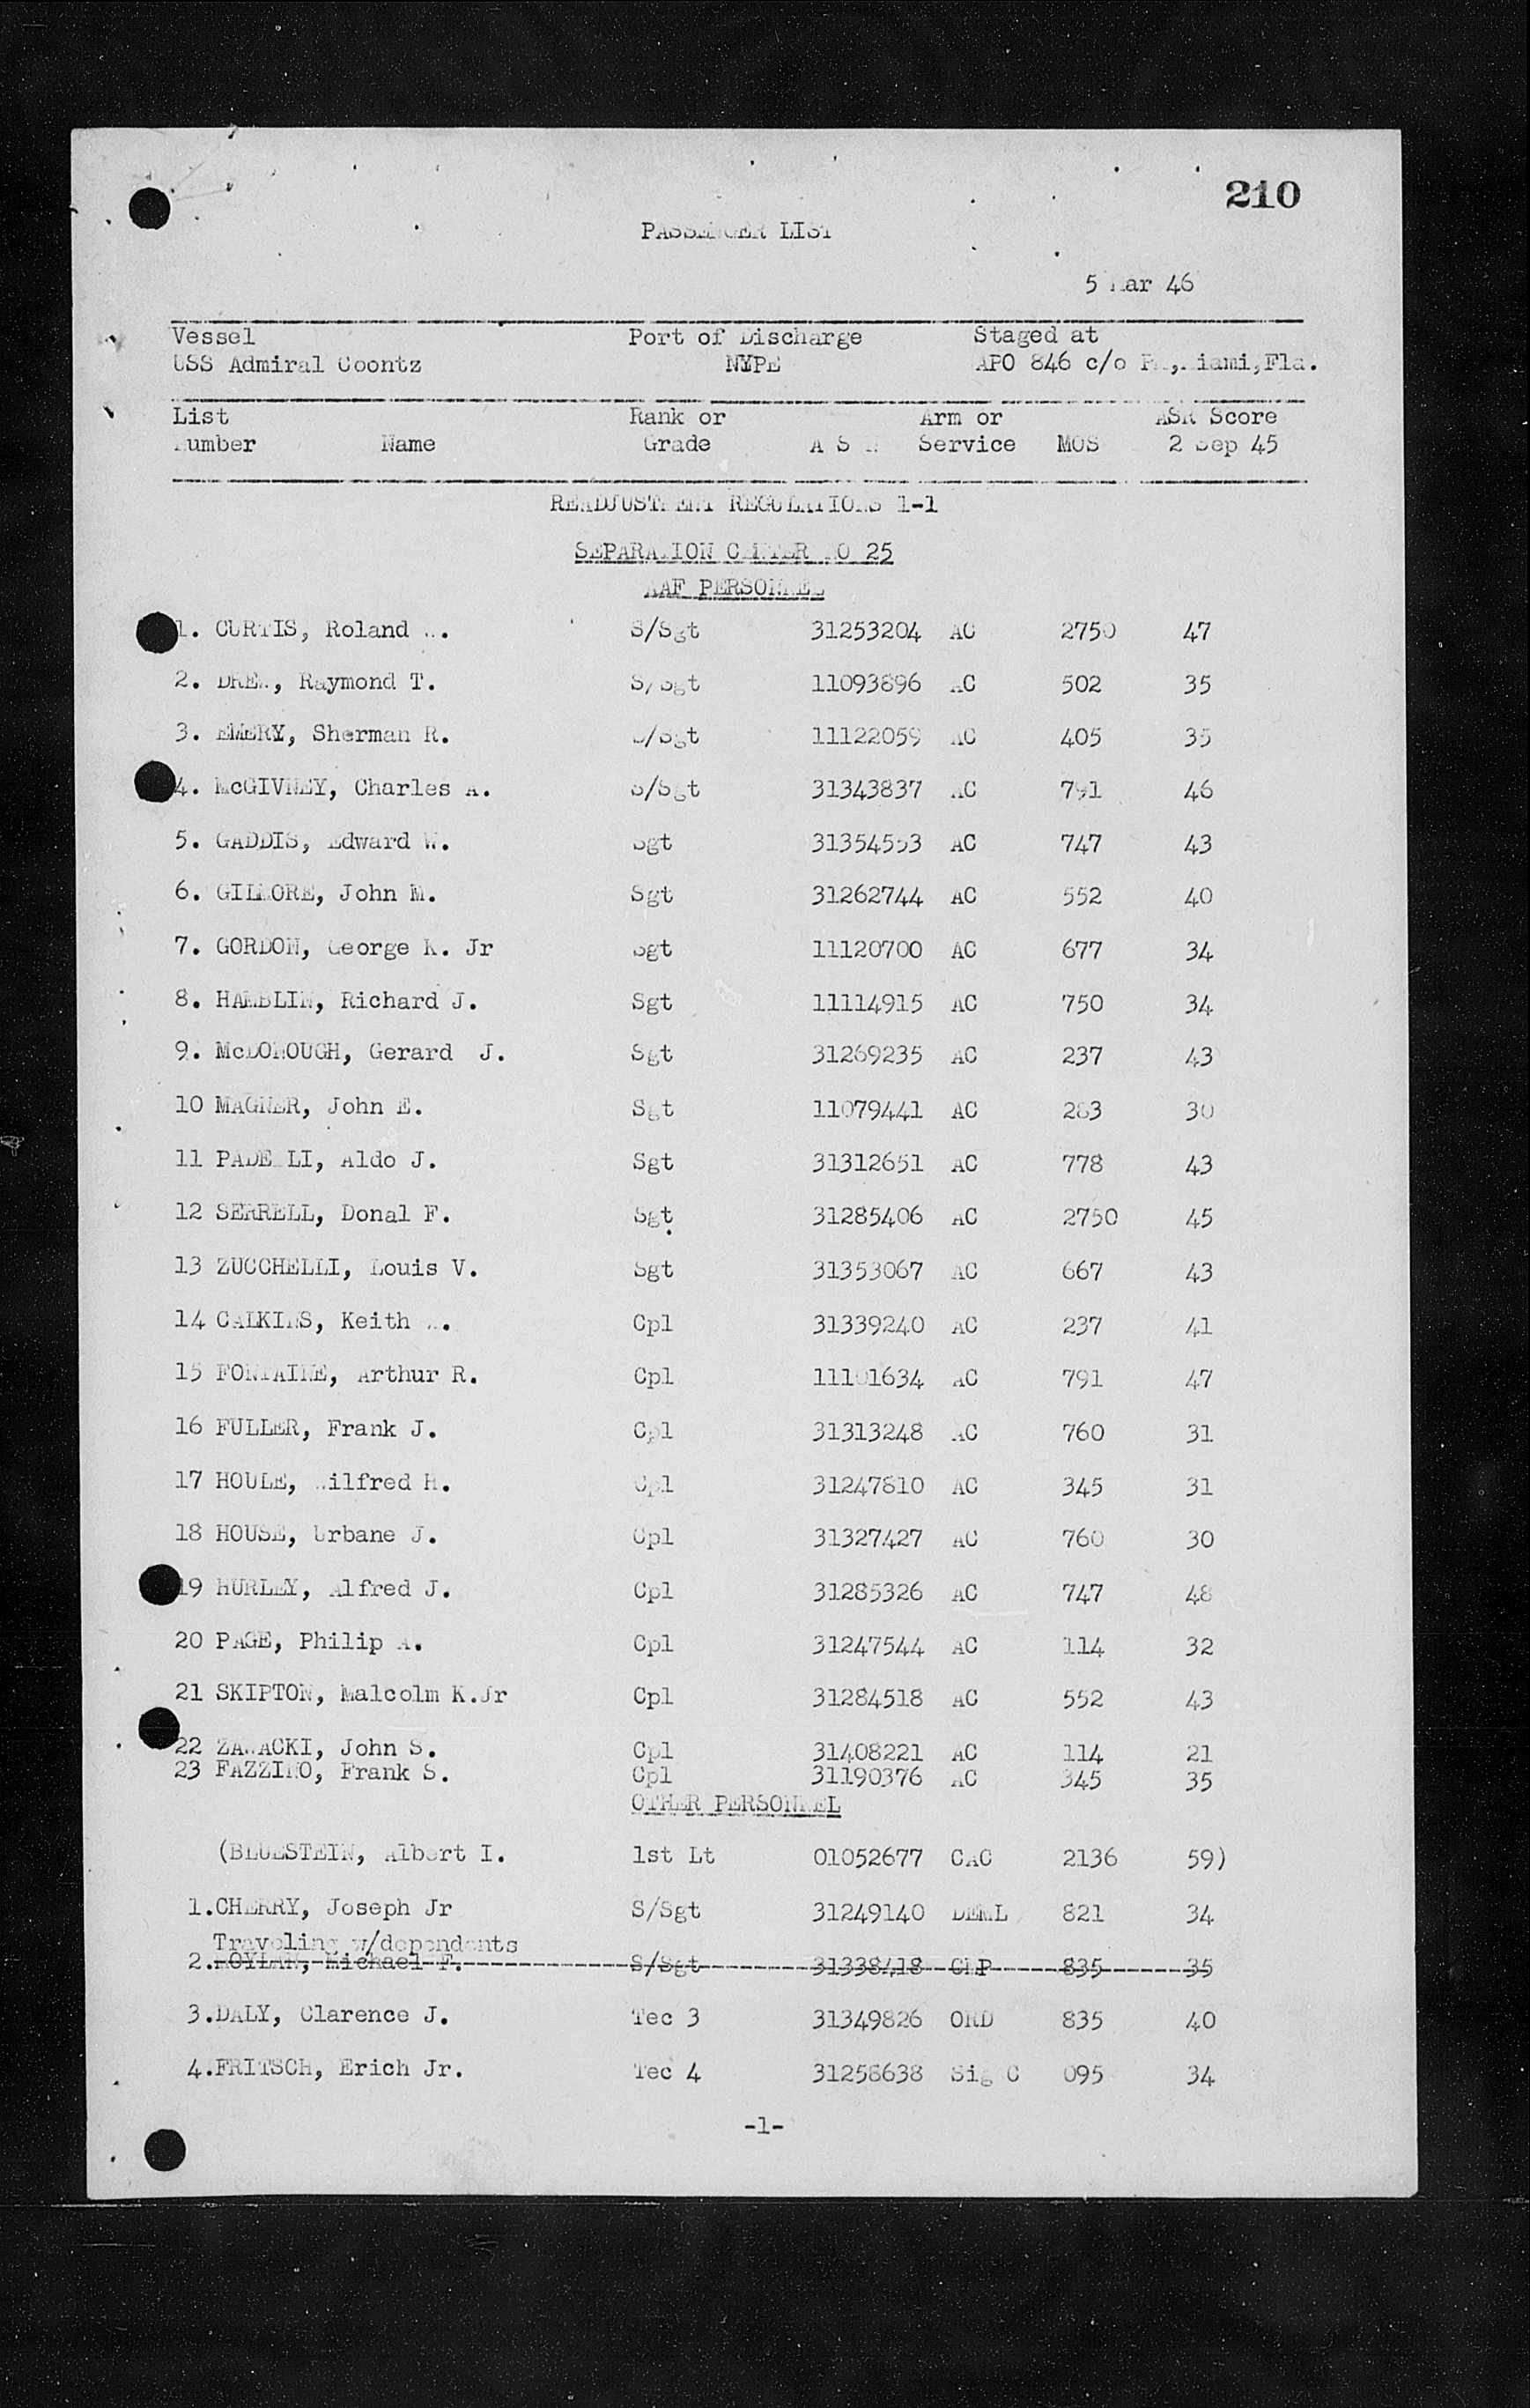 210
PASSENGER LIST
5 Mar 46
Vessel Port of Discharge Staged at
USS Admiral Coontz NYPE APO 846 c/o PM,Miami,Fla.
List Rank or Arm or ASR Score
Number Name Grade A S N Service MOS 2 Sep 45
READJUSTMENT REGULATIONS 1-1
SEPARATION CENTER NO 25
AAF PERSONNEL
1. CURTIS, Roland S/Sgt 31253204 AC 2750 47
2. DREW, Raymond T. S/Sgt 11093896 AC 502 35
3. EMERY, Sherman R. S/Sgt 11122059 AC 405 35
4. McGIVNEY, Charles A. S/Sgt 31343837 AC 791 46
5. GADDIS, Edward W. Sgt 31354553 AC 747 43
6. GILMORE, John M. Sgt 31262744 AC 552 40
7. GORDON, George K. Jr Sgt 11120700 AC 677 34
8. HAMBLIN, Richard J. Sgt 11114915 AC 750 34
9. McDONOUGH, Gerard J. Sgt 31269235 AC 237 43
10 MAGNER, John E. Sgt 11079441 AC 283 30
11 PADELLI, Aldo J. Sgt 31312651 AC 778 43
12 SERRELL, Donal F. Sgt 31285406 AC 2750 45
13 ZUCCHELLI, Louis V. Sgt 31353067 AC 667 43
14 CALKINS, Keith Cpl 31339240 AC 237 41
15 FONTAINE, Arthur R. Cpl 11101634 AC 791 47
16 FULLER, Frank J. Cpl 31313248 AC 760 31
17 HOULE, Wilfred H. Cpl 31247810 AC 345 31
18 HOUSE, Urbane J. Cpl 31327427 AC 760 30
19 HURLEY, Alfred J. Cpl 31285326 AC 747 48
20 PAGE, Philip A. Cpl 31247544 AC 114 32
21 SKIPTON, Malcolm K.Jr Cpl 31284518 AC 552 43
22 ZAWACKI, John S. Cpl 31408221 AC 114 21
23 FAZZINO, Frank S. Cpl 31190376 AC 345 35
OTHER PERSONNEL
(BLUESTEIN, Albert I. 1st Lt 01052677 CAC 2136 59)
1.CHERRY, Joseph Jr S/Sgt 31249140 DEML 821 34
Traveling w/dependents
2. Michael F. S/Sgt 31338418 CMP 835 35
3.DALY, Clarence J. Tec 3 31349826 ORD 835 40
4.FRITSCH, Erich Jr. Tec 4 31258638 Sig C 095 34
-1-